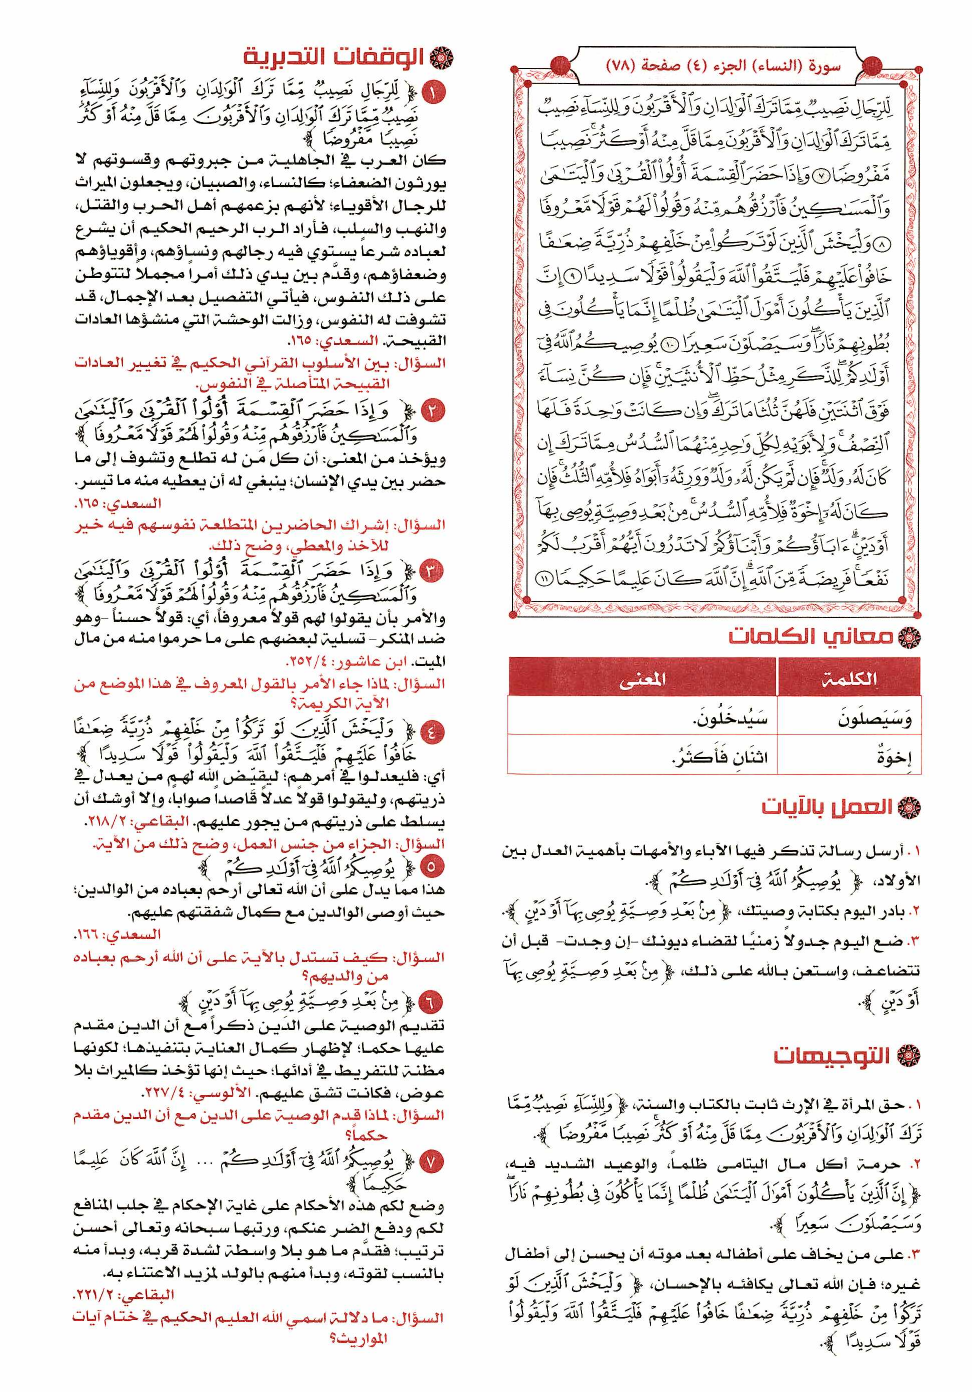 سورة (النساء) الجزء (٤) صفحة (٧٨)
لِّلرِّجَالِ نَصِيبٌ مِّمَّا تَرَكَ ٱلْوَٰلِدَانِ وَٱلْأَقْرَبُونَ وَلِلنِّسَآءِ نَصِيبٌ
مِّمَّا تَرَكَ ٱلْوَٰلِدَانِ وَٱلْأَقْرَبُونَ مِمَّا قَلَّ مِنْهُ أَوْ كَثُرَ ۚ نَصِيبًا
مَّفْرُوضًا ٧ وَإِذَا حَضَرَ ٱلْقِسْمَةَ أُو۟لُوا۟ ٱلْقُرْبَىٰ وَٱلْيَتَٰمَىٰ
وَٱلْمَسَٰكِينُ فَٱرْزُقُوهُم مِّنْهُ وَقُولُوا۟ لَهُمْ قَوْلًا مَّعْرُوفًا
٨ وَلْيَخْشَ ٱلَّذِينَ لَوْ تَرَكُوا۟ مِنْ خَلْفِهِمْ ذُرِّيَّةً ضِعَٰفًا
خَافُوا۟ عَلَيْهِمْ فَلْيَتَّقُوا۟ ٱللَّهَ وَلْيَقُولُوا۟ قَوْلًا سَدِيدًا ٩ إِنَّ
ٱلَّذِينَ يَأْكُلُونَ أَمْوَٰلَ ٱلْيَتَٰمَىٰ ظُلْمًا إِنَّمَا يَأْكُلُونَ فِى
بُطُونِهِمْ نَارًا ۖ وَسَيَصْلَوْنَ سَعِيرًا ١٠ يُوصِيكُمُ ٱللَّهُ فِىٓ
أَوْلَٰدِكُمْ ۖ لِلذَّكَرِ مِثْلُ حَظِّ ٱلْأُنثَيَيْنِ ۚ فَإِن كُنَّ نِسَآءً
فَوْقَ ٱثْنَتَيْنِ فَلَهُنَّ ثُلُثَا مَا تَرَكَ ۖ وَإِن كَانَتْ وَٰحِدَةً فَلَهَا
ٱلنِّصْفُ ۚ وَلِأَبَوَيْهِ لِكُلِّ وَٰحِدٍ مِّنْهُمَا ٱلسُّدُسُ مِمَّا تَرَكَ إِن
كَانَ لَهُۥ وَلَدٌ ۚ فَإِن لَّمْ يَكُن لَّهُۥ وَلَدٌ وَوَرِثَهُۥٓ أَبَوَاهُ فَلِأُمِّهِ ٱلثُّلُثُ ۚ فَإِن
كَانَ لَهُۥٓ إِخْوَةٌ فَلِأُمِّهِ ٱلسُّدُسُ ۚ مِنۢ بَعْدِ وَصِيَّةٍ يُوصِى بِهَآ
أَوْ دَيْنٍ ۗ ءَابَآؤُكُمْ وَأَبْنَآؤُكُمْ لَا تَدْرُونَ أَيُّهُمْ أَقْرَبُ لَكُمْ
نَفْعًا ۚ فَرِيضَةً مِّنَ ٱللَّهِ ۗ إِنَّ ٱللَّهَ كَانَ عَلِيمًا حَكِيمًا ١١
معاني الكلمات
الكلمة المعنى
وَسَيَصلَونَ سَيُدخَلُونَ.
إِخوَةٌ اثنَانِ فَأَكثَرُ.
العمل بالآيات
١. أرسل رسالة تذكر فيها الآباء والأمهات بأهمية العدل بين
الأولاد، ﴿ يُوصِيكُمُ ٱللَّهُ فِىٓ أَوْلَٰدِكُمْ ﴾.
٢. بادر اليوم بكتابة وصيتك، ﴿ مِنۢ بَعْدِ وَصِيَّةٍ يُوصِى بِهَآ أَوْ دَيْنٍ ﴾.
٣. ضع اليوم جدولاً زمنيًا لقضاء ديونك -إن وجدت- قبل أن
تتضاعف، واستعن بالله على ذلك، ﴿ مِنۢ بَعْدِ وَصِيَّةٍ يُوصِى بِهَآ
أَوْ دَيْنٍ ﴾.
التوجيهات
١. حق المرأة في الإرث ثابت بالكتاب والسنة، ﴿ وَلِلنِّسَآءِ نَصِيبٌ مِّمَّا
تَرَكَ ٱلْوَٰلِدَانِ وَٱلْأَقْرَبُونَ مِمَّا قَلَّ مِنْهُ أَوْ كَثُرَ ۚ نَصِيبًا مَّفْرُوضًا ﴾.
٢. حرمة أكل مال اليتامى ظلماً، والوعيد الشديد فيه،
﴿ إِنَّ ٱلَّذِينَ يَأْكُلُونَ أَمْوَٰلَ ٱلْيَتَٰمَىٰ ظُلْمًا إِنَّمَا يَأْكُلُونَ فِى بُطُونِهِمْ نَارًا ۖ
وَسَيَصْلَوْنَ سَعِيرًا ﴾.
٣. على من يخاف على أطفاله بعد موته أن يحسن إلى أطفال
غيره؛ فإن الله تعالى يكافئه بالإحسان، ﴿ وَلْيَخْشَ ٱلَّذِينَ لَوْ
تَرَكُوا۟ مِنْ خَلْفِهِمْ ذُرِّيَّةً ضِعَٰفًا خَافُوا۟ عَلَيْهِمْ فَلْيَتَّقُوا۟ ٱللَّهَ وَلْيَقُولُوا۟
قَوْلًا سَدِيدًا ﴾.
الوقفات التدبرية
١ ﴿ لِّلرِّجَالِ نَصِيبٌ مِّمَّا تَرَكَ ٱلْوَٰلِدَانِ وَٱلْأَقْرَبُونَ وَلِلنِّسَآءِ
نَصِيبٌ مِّمَّا تَرَكَ ٱلْوَٰلِدَانِ وَٱلْأَقْرَبُونَ مِمَّا قَلَّ مِنْهُ أَوْ كَثُرَ ۚ
نَصِيبًا مَّفْرُوضًا ﴾
كان العرب في الجاهلية من جبروتهم وقسوتهم لا
يورثون الضعفاء؛ كالنساء، والصبيان، ويجعلون الميراث
للرجال الأقوياء؛ لأنهم بزعمهم أهل الحرب والقتل،
والنهب والسلب، فأراد الرب الرحيم الحكيم أن يشرع
لعباده شرعاً يستوي فيه رجالهم ونساؤهم، وأقوياؤهم
وضعفاؤهم، وقدَّم بين يدي ذلك أمراً مجملاً لتتوطن
على ذلك النفوس، فيأتي التفصيل بعد الإجمال، قد
تشوفت له النفوس، وزالت الوحشة التي منشؤها العادات
القبيحة. السعدي: ١٦٥.
السؤال: بين الأسلوب القرآني الحكيم في تغيير العادات
القبيحة المتأصلة في النفوس.
٢ ﴿ وَإِذَا حَضَرَ ٱلْقِسْمَةَ أُو۟لُوا۟ ٱلْقُرْبَىٰ وَٱلْيَتَٰمَىٰ
وَٱلْمَسَٰكِينُ فَٱرْزُقُوهُم مِّنْهُ وَقُولُوا۟ لَهُمْ قَوْلًا مَّعْرُوفًا ﴾
ويؤخذ من المعنى: أن كل مَن له تطلع وتشوف إلى ما
حضر بين يدي الإنسان؛ ينبغي له أن يعطيه منه ما تيسر.
السعدي: ١٦٥.
السؤال: إشراك الحاضرين المتطلعة نفوسهم فيه خير
للآخذ والمعطي، وضح ذلك.
٣ ﴿ وَإِذَا حَضَرَ ٱلْقِسْمَةَ أُو۟لُوا۟ ٱلْقُرْبَىٰ وَٱلْيَتَٰمَىٰ
وَٱلْمَسَٰكِينُ فَٱرْزُقُوهُم مِّنْهُ وَقُولُوا۟ لَهُمْ قَوْلًا مَّعْرُوفًا ﴾
والأمر بأن يقولوا لهم قولاً معروفاً، أي: قولاً حسناً -وهو
ضد المنكر- تسلية لبعضهم على ما حرموا منه من مال
الميت. ابن عاشور: ٢٥٢/٤.
السؤال: لماذا جاء الأمر بالقول المعروف في هذا الموضع من
الآية الكريمة؟
٤ ﴿ وَلْيَخْشَ ٱلَّذِينَ لَوْ تَرَكُوا۟ مِنْ خَلْفِهِمْ ذُرِّيَّةً ضِعَٰفًا
خَافُوا۟ عَلَيْهِمْ فَلْيَتَّقُوا۟ ٱللَّهَ وَلْيَقُولُوا۟ قَوْلًا سَدِيدًا ﴾
أي: فليعدلوا في أمرهم؛ ليقيّض الله لهم من يعدل في
ذريتهم، وليقولوا قولاً عدلاً قاصداً صواباً، وإلا أوشك أن
يسلط على ذريتهم من يجور عليهم. البقاعي: ٢١٨/٢.
السؤال: الجزاء من جنس العمل، وضح ذلك من الآية.
٥ ﴿ يُوصِيكُمُ ٱللَّهُ فِىٓ أَوْلَٰدِكُمْ ﴾
هذا مما يدل على أن الله تعالى أرحم بعباده من الوالدين؛
حيث أوصى الوالدين مع كمال شفقتهم عليهم.
السعدي: ١٦٦.
السؤال: كيف تستدل بالآية على أن الله أرحم بعباده
من والديهم؟
٦ ﴿ مِنۢ بَعْدِ وَصِيَّةٍ يُوصِى بِهَآ أَوْ دَيْنٍ ﴾
تقديم الوصية على الدَين ذكراً مع أن الدين مقدم
عليها حكما؛ لإظهار كمال العناية بتنفيذها؛ لكونها
مظنة للتفريط في أدائها؛ حيث إنها تؤخذ كالميراث بلا
عوض، فكانت تشق عليهم. الألوسي: ٢٢٧/٤.
السؤال: لماذا قدم الوصية على الدين مع أن الدين مقدم
حكماً؟
٧ ﴿ يُوصِيكُمُ ٱللَّهُ فِىٓ أَوْلَٰدِكُمْ ... إِنَّ ٱللَّهَ كَانَ عَلِيمًا
حَكِيمًا ﴾
وضع لكم هذه الأحكام على غاية الإحكام في جلب المنافع
لكم ودفع الضر عنكم، ورتبها سبحانه وتعالى أحسن
ترتيب؛ فقدَّم ما هو بلا واسطة لشدة قربه، وبدأ منه
بالنسب لقوته، وبدأ منهم بالولد لمزيد الاعتناء به.
البقاعي: ٢٢١/٢.
السؤال: ما دلالة اسمي الله العليم الحكيم في ختام آيات
المواريث؟